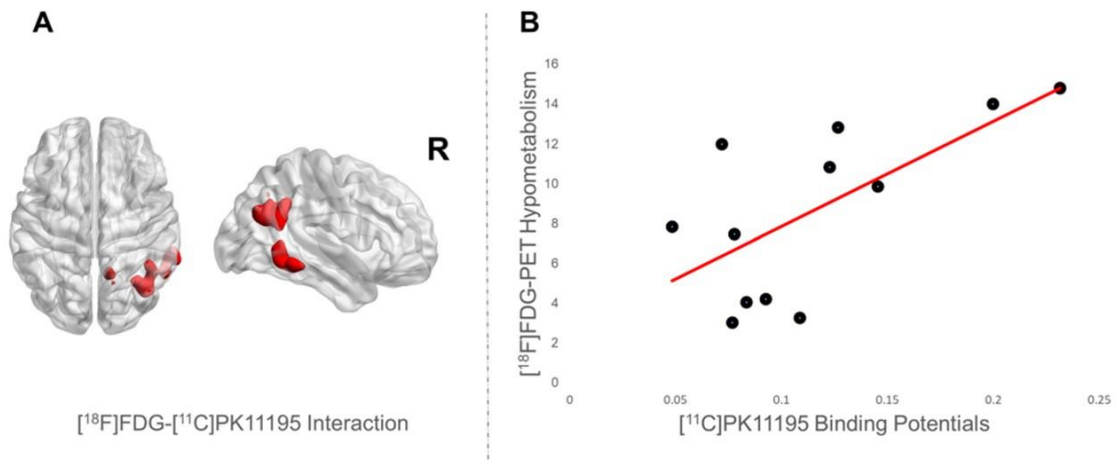 A
R
[¹⁸F]FDG-[¹¹C]PK11195 Interaction
B
[¹⁸F]FDG-PET Hypometabolism
16
14
12
10
8
6
4
2
0
0 0.05 0.1 0.15 0.2 0.25
[¹¹C]PK11195 Binding Potentials